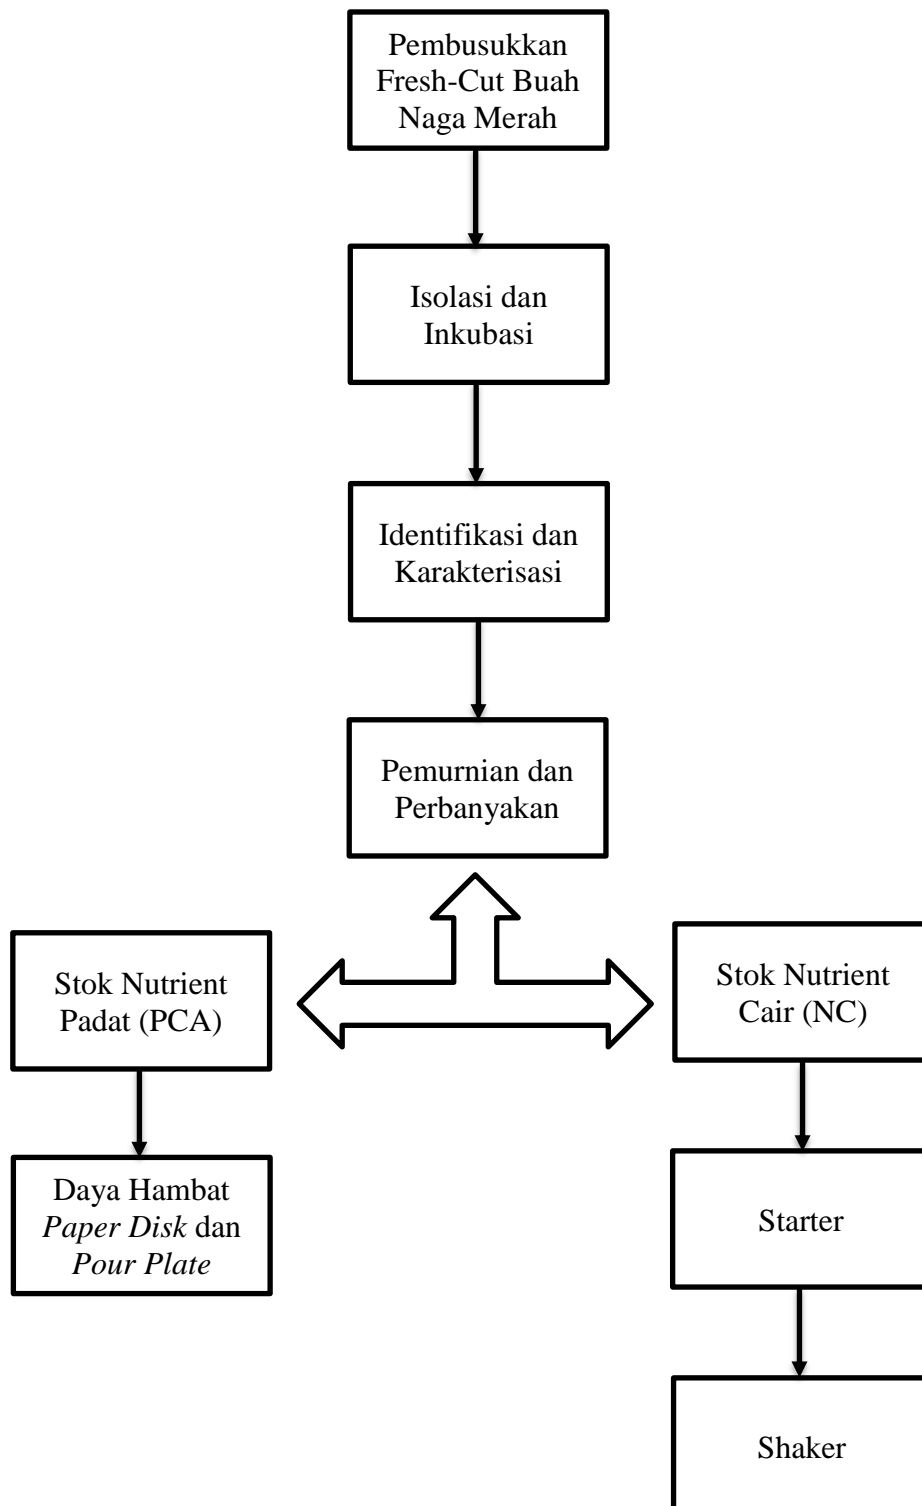 Pembusukkan
Fresh-Cut Buah
Naga Merah
Isolasi dan
Inkubasi
Identifikasi dan
Karakterisasi
Pemurnian dan
Perbanyakan
Stok Nutrient
Padat (PCA)
Stok Nutrient
Cair (NC)
Daya Hambat
Paper Disk dan
Pour Plate
Starter
Shaker